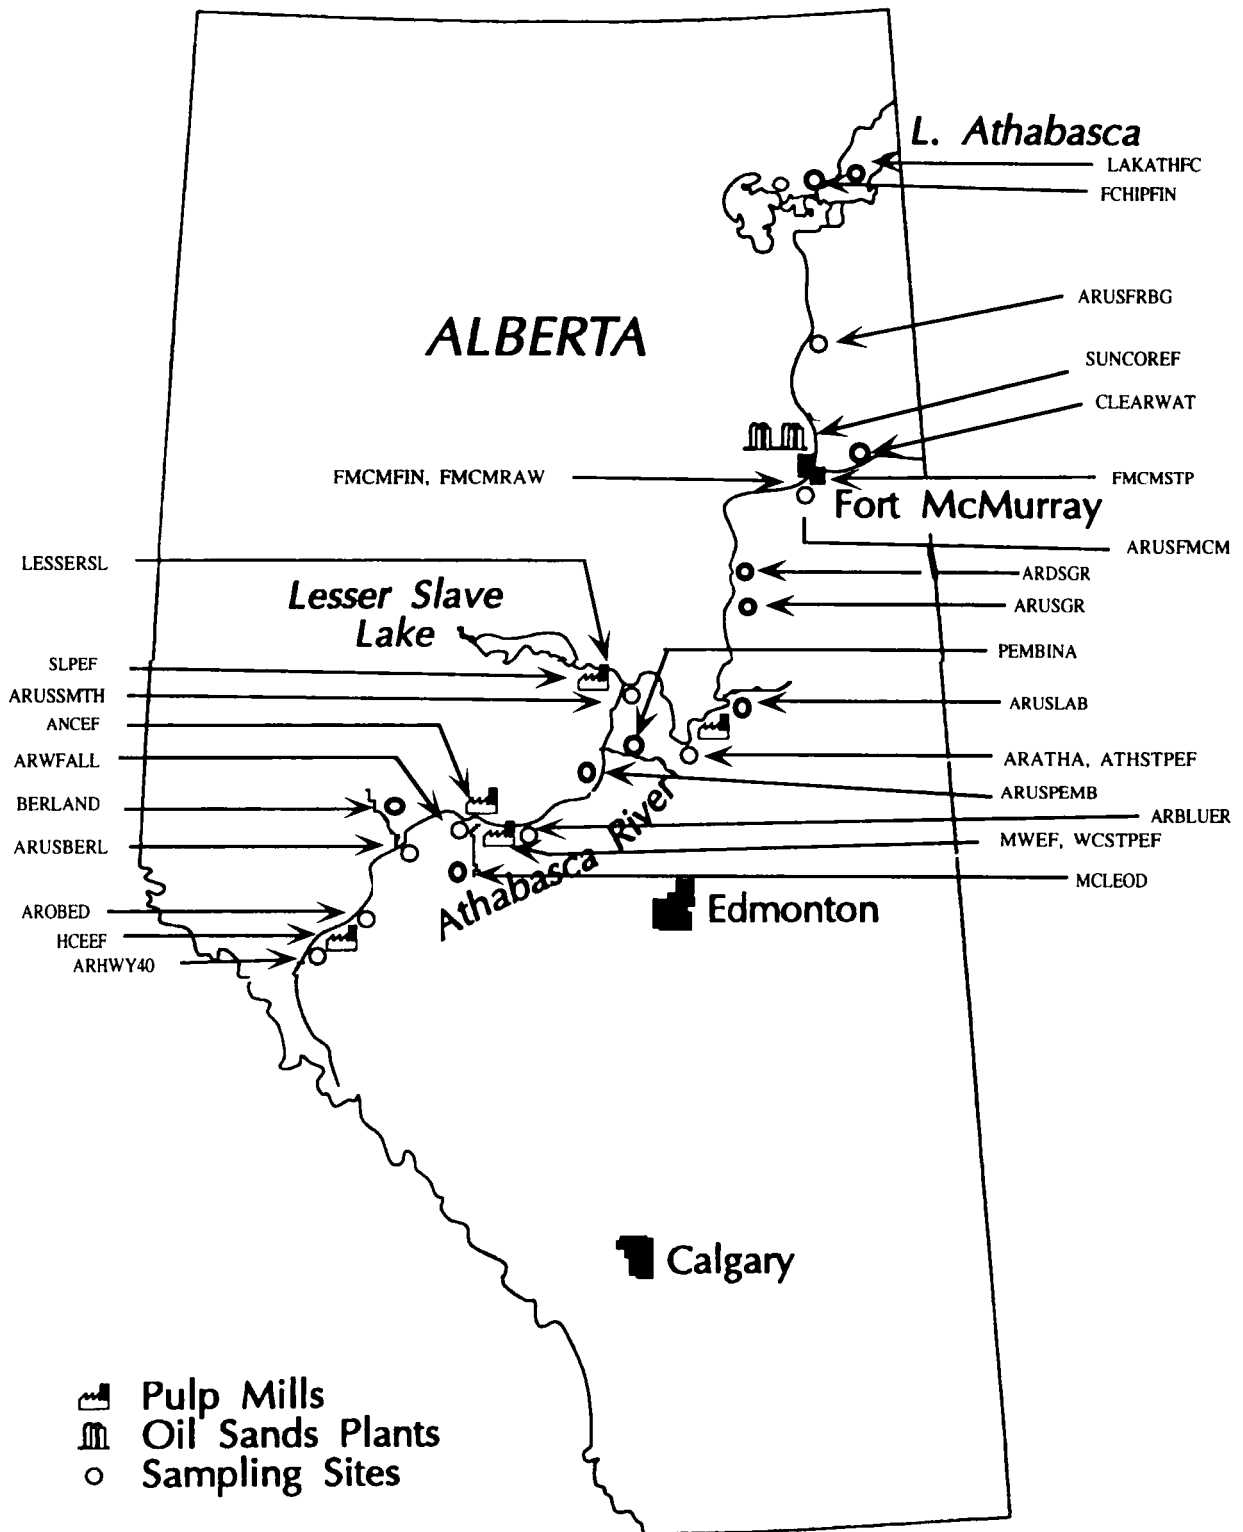 L. Athabasca
LAKATHFC
FCHIPFIN
ARUSFRBG
ALBERTA
SUNCOREF
CLEARWAT
FMCMFIN, FMCMRAW
FMCMSTP
Fort McMurray
ARUSFMCM
LESSERSL
ARDSGR
Lesser Slave
Lake
ARUSGR
SLPEF
PEMBINA
ARUSSMTH
ARUSLAB
ANCEF
ARWFALL
ARATHA, ATHSTPEF
BERLAND
ARUSPEMB
ARBLUER
ARUSBERL
MWEF, WCSTPEF
Athabasca River
MCLEOD
AROBED
Edmonton
HCEEF
ARHWY40
Calgary
Pulp Mills
Oil Sands Plants
Sampling Sites